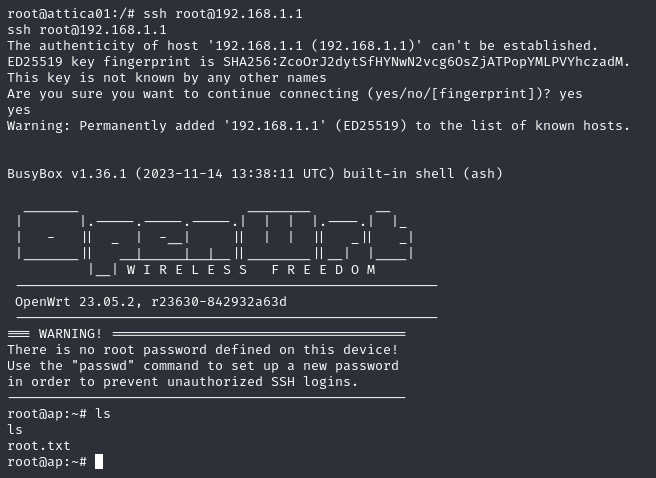 root@attica01:/# ssh root@192.168.1.1
ssh root@192.168.1.1
The authenticity of host '192.168.1.1 (192.168.1.1)' can't be established.
ED25519 key fingerprint is SHA256:ZcoOrJ2dytSfHYNwN2vcg6OsZjATPopYMLPVYhczadM.
This key is not known by any other names
Are you sure you want to continue connecting (yes/no/[fingerprint])? yes
yes
Warning: Permanently added '192.168.1.1' (ED25519) to the list of known hosts.
BusyBox v1.36.1 (2023-11-14 13:38:11 UTC) built-in shell (ash)
OpenWrt
W I R E L E S S   F R E E D O M
OpenWrt 23.05.2, r23630-842932a63d
=== WARNING! =====================================
There is no root password defined on this device!
Use the "passwd" command to set up a new password
in order to prevent unauthorized SSH logins.
root@ap:~# ls
ls
root.txt
root@ap:~#